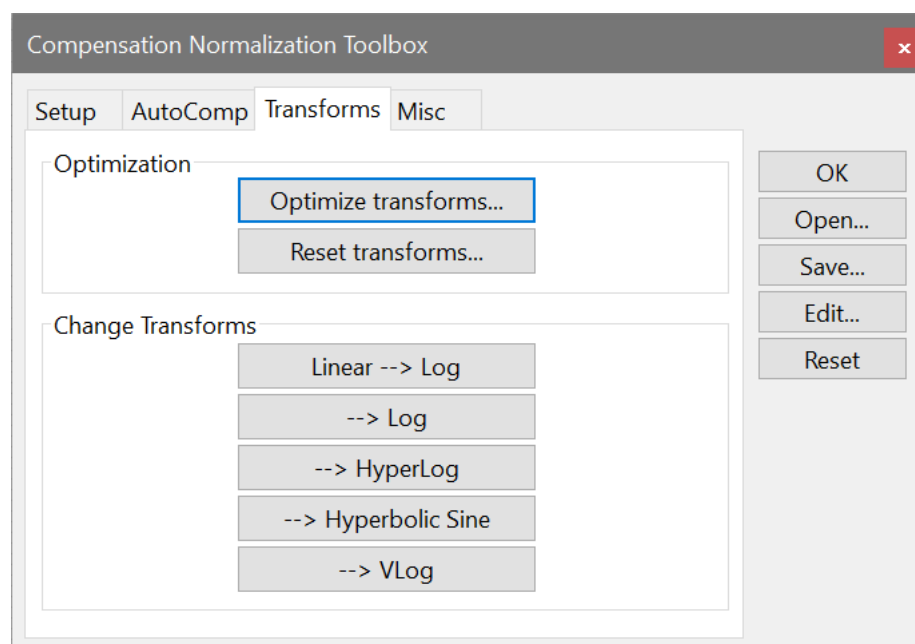 Compensation Normalization Toolbox
x
Setup AutoComp Transforms Misc
Optimization
Optimize transforms...
Reset transforms...
Change Transforms
Linear --> Log
--> Log
--> HyperLog
--> Hyperbolic Sine
--> VLog
OK
Open...
Save...
Edit...
Reset